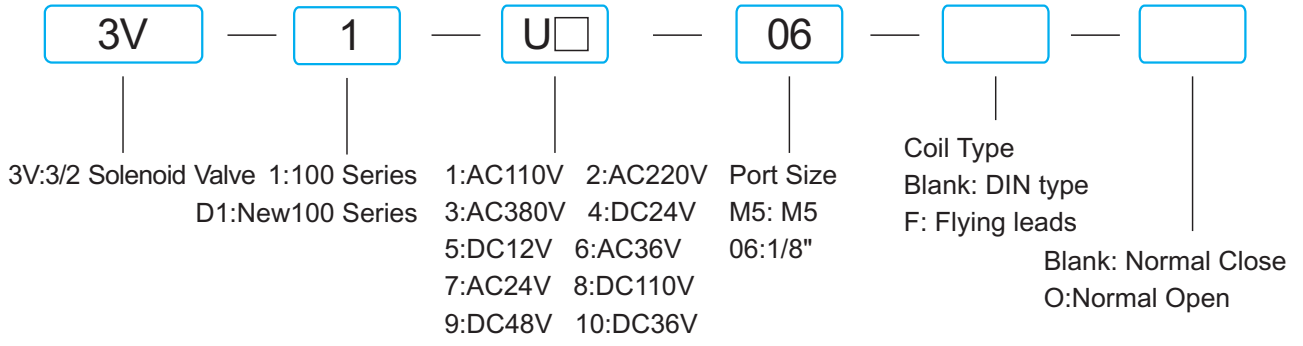 3V — 1 — U□ — 06
3V:3/2 Solenoid Valve
1:100 Series
D1:New100 Series
1:AC110V 2:AC220V
3:AC380V 4:DC24V
5:DC12V 6:AC36V
7:AC24V 8:DC110V
9:DC48V 10:DC36V
Port Size
M5: M5
06:1/8"
Coil Type
Blank: DIN type
F: Flying leads
Blank: Normal Close
O:Normal Open